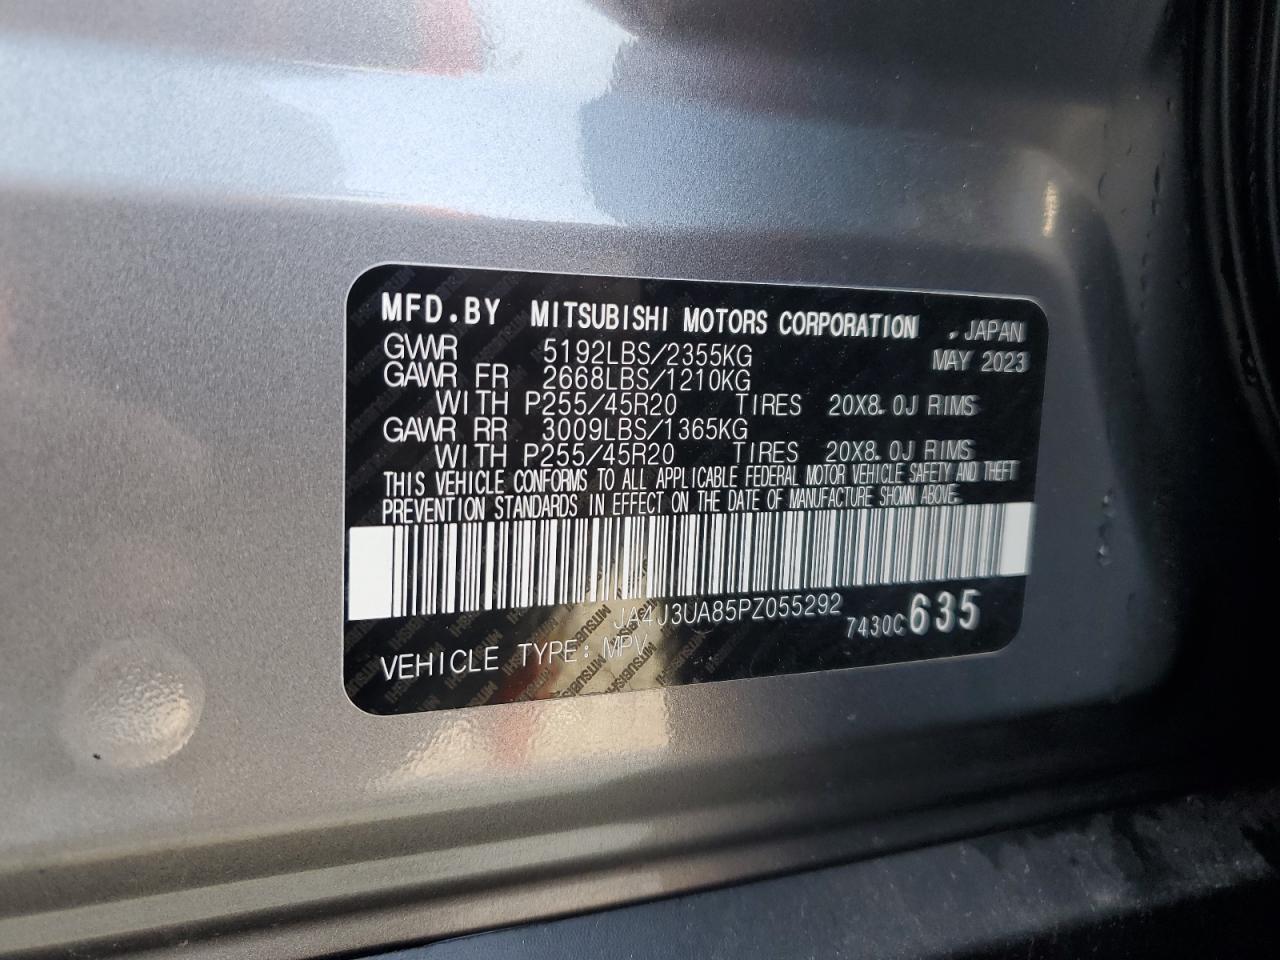 MFD.BY MITSUBISHI MOTORS CORPORATION . JAPAN
GVWR 5192LBS/2355KG MAY 2023
GAWR FR 2668LBS/1210KG
WITH P255/45R20 TIRES 20X8.0J RIMS
GAWR RR 3009LBS/1365KG
WITH P255/45R20 TIRES 20X8.0J RIMS
THIS VEHICLE CONFORMS TO ALL APPLICABLE FEDERAL MOTOR VEHICLE SAFETY AND THEFT
PREVENTION STANDARDS IN EFFECT ON THE DATE OF MANUFACTURE SHOWN ABOVE.
JA4J3UA85PZ055292 7430C635
VEHICLE TYPE: MPV